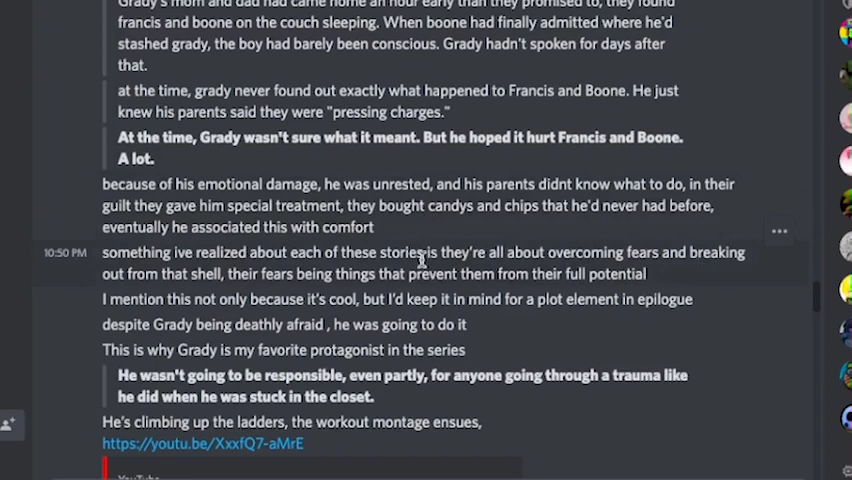 Grady's mom and dad had came home an hour early than they promised to, they found
francis and boone on the couch sleeping. When boone had finally admitted where he'd
stashed grady, the boy had barely been conscious. Grady hadn't spoken for days after
that.
at the time, grady never found out exactly what happened to Francis and Boone. He just
knew his parents said they were "pressing charges."
At the time, Grady wasn't sure what it meant. But he hoped it hurt Francis and Boone.
A lot.
because of his emotional damage, he was unrested, and his parents didnt know what to do, in their
guilt they gave him special treatment, they bought candys and chips that he'd never had before,
eventually he associated this with comfort
10:50 PM something ive realized about each of these stories is they're all about overcoming fears and breaking
out from that shell, their fears being things that prevent them from their full potential
I mention this not only because it's cool, but I'd keep it in mind for a plot element in epilogue
despite Grady being deathly afraid , he was going to do it
This is why Grady is my favorite protagonist in the series
He wasn't going to be responsible, even partly, for anyone going through a trauma like
he did when he was stuck in the closet.
He's climbing up the ladders, the workout montage ensues,
https://youtu.be/XxxfQ7-aMrE
YouTube